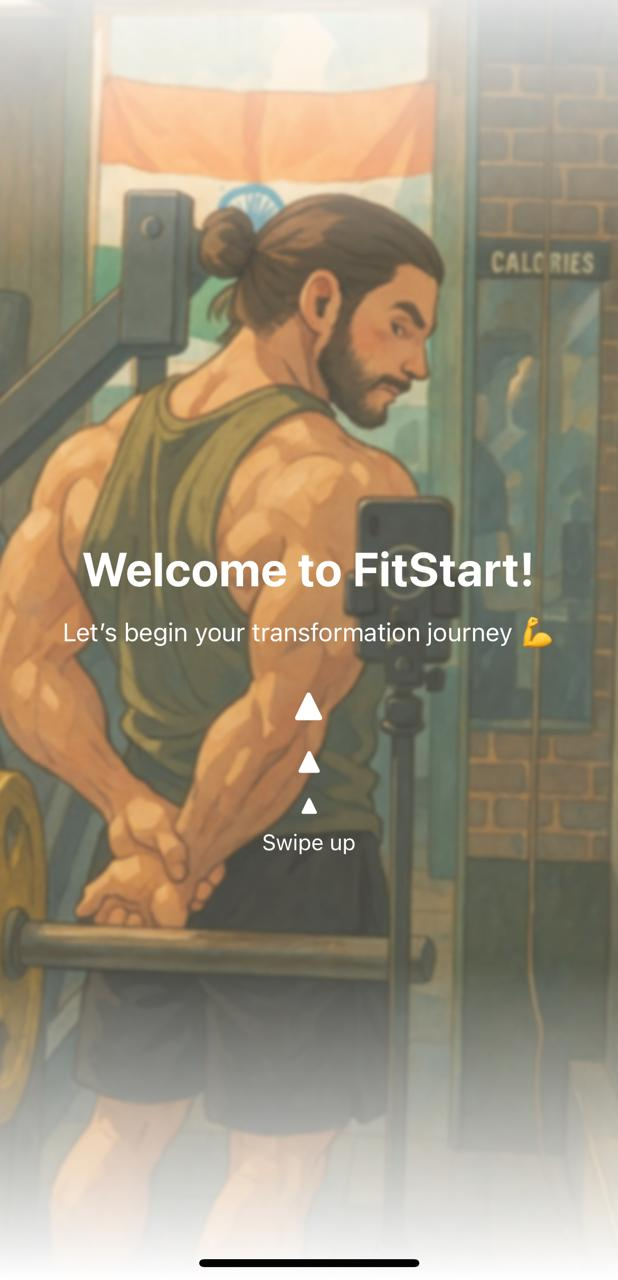 CALORIES
Welcome to FitStart!
Let’s begin your transformation journey 💪
Swipe up